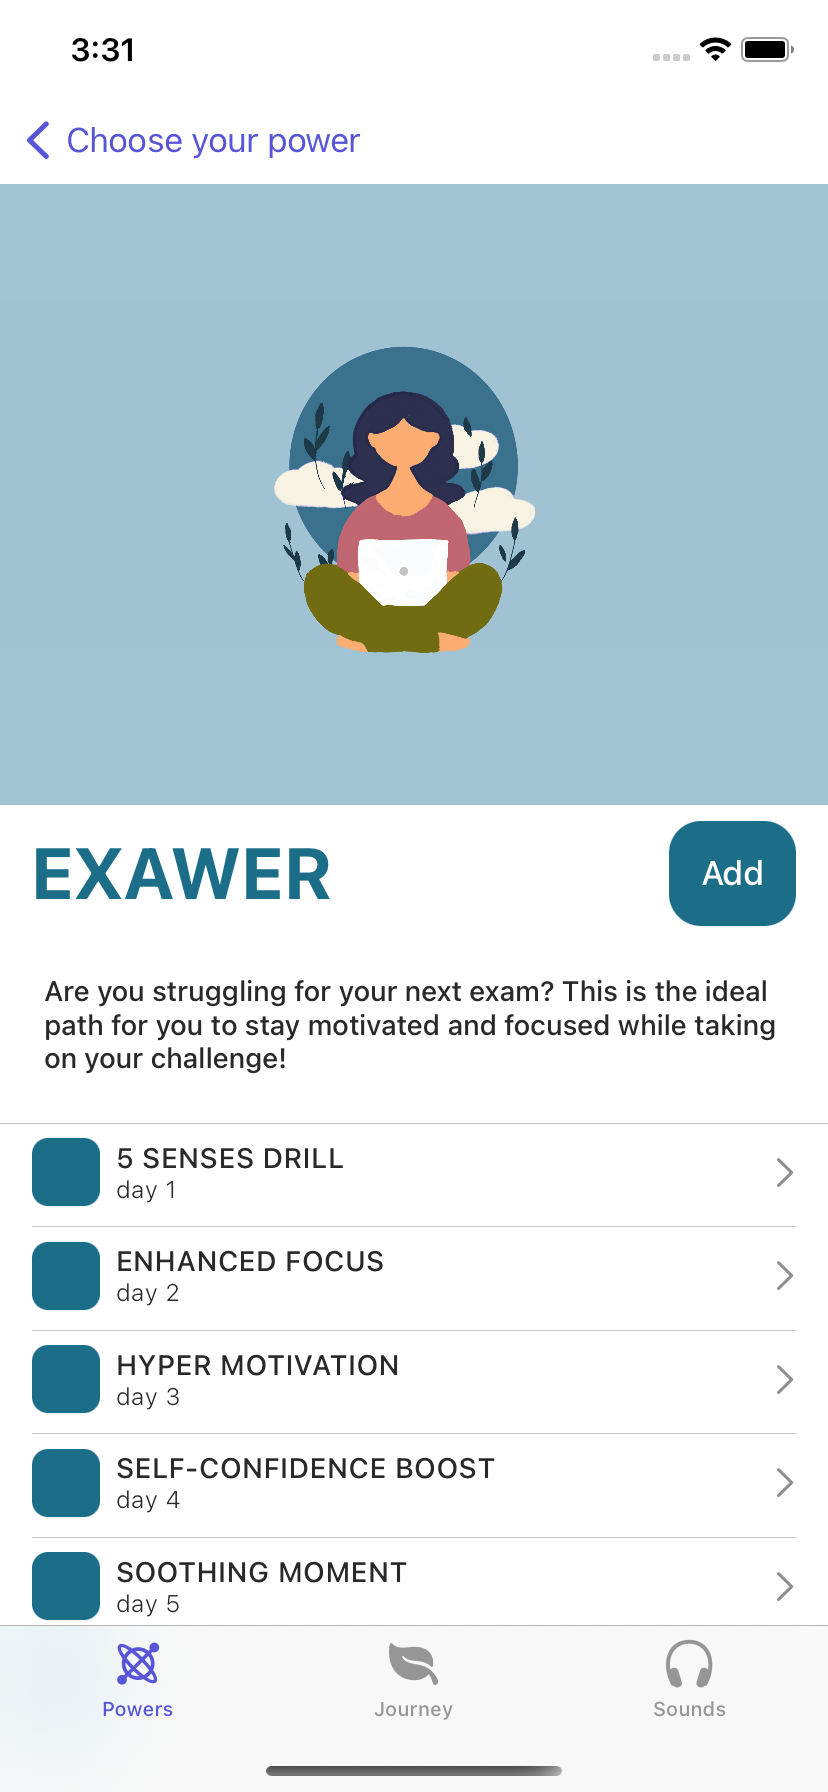 3:31
Choose your power
EXAWER
Add
Are you struggling for your next exam? This is the ideal
path for you to stay motivated and focused while taking
on your challenge!
5 SENSES DRILL
day 1
ENHANCED FOCUS
day 2
HYPER MOTIVATION
day 3
SELF-CONFIDENCE BOOST
day 4
SOOTHING MOMENT
day 5
Powers
Journey
Sounds